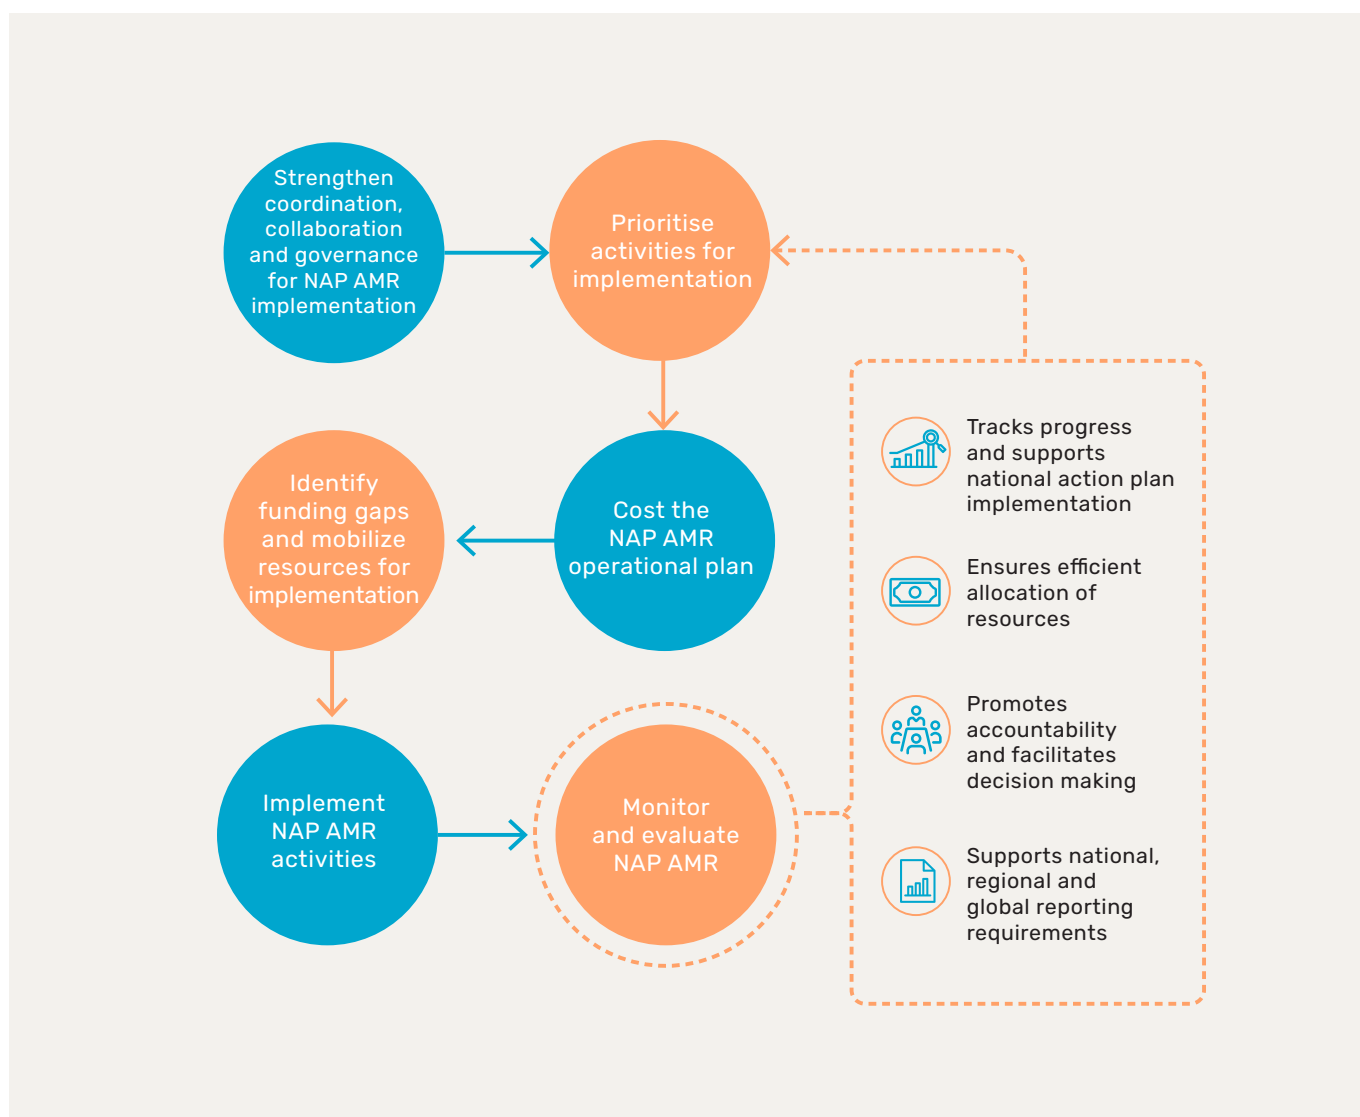 Strengthen
coordination,
collaboration
and governance
for NAP AMR
implementation
Prioritise
activities for
implementation
Cost the
NAP AMR
operational plan
Identify
funding gaps
and mobilize
resources for
implementation
Implement
NAP AMR
activities
Monitor
and evaluate
NAP AMR
Tracks progress
and supports
national action plan
implementation
Ensures efficient
allocation of
resources
Promotes
accountability
and facilitates
decision making
Supports national,
regional and
global reporting
requirements